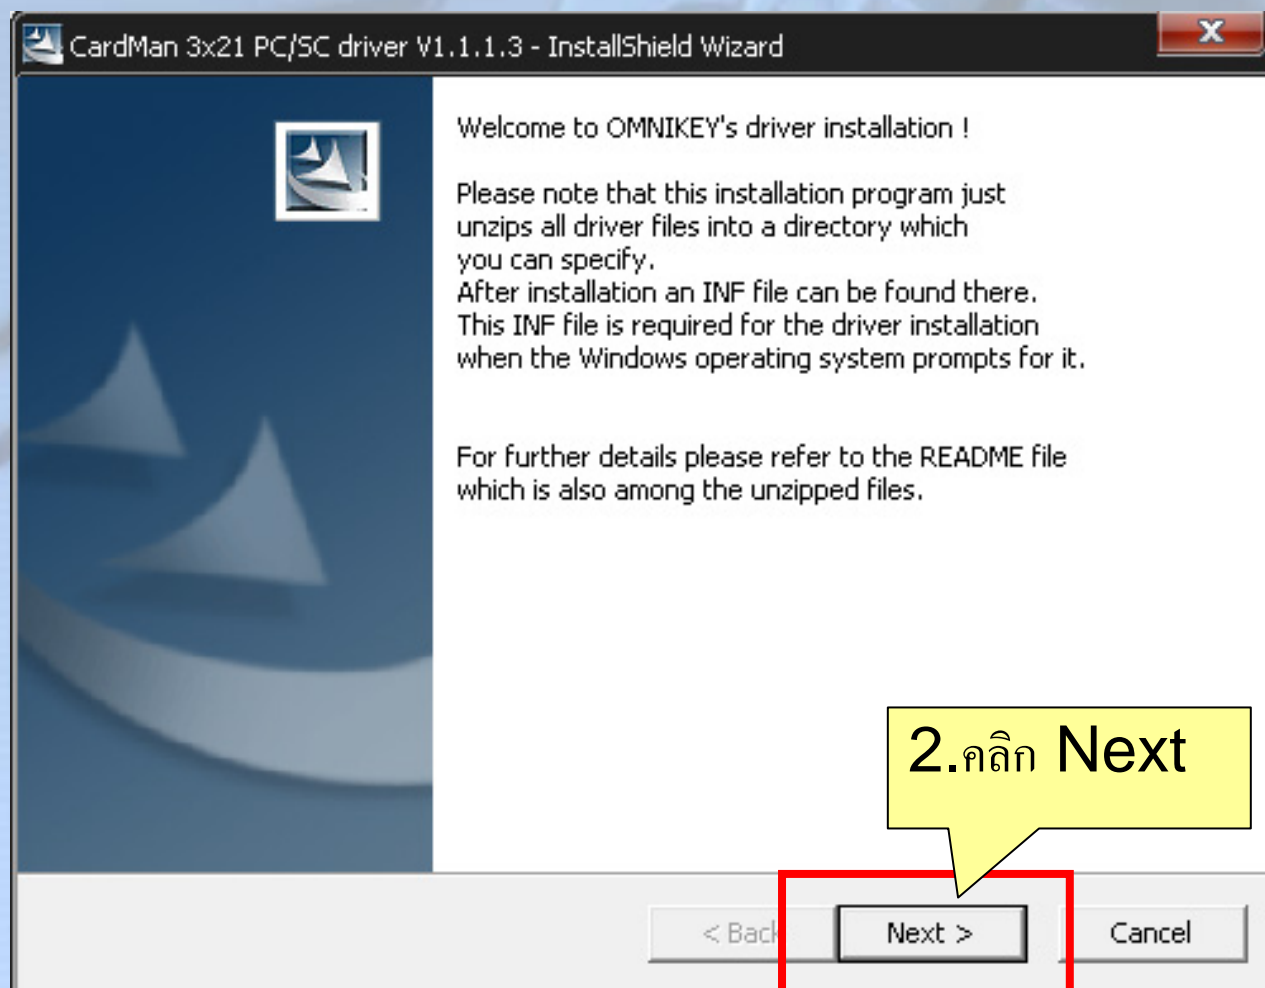 CardMan 3x21 PC/SC driver V1.1.1.3 - InstallShield Wizard
Welcome to OMNIKEY's driver installation !
Please note that this installation program just
unzips all driver files into a directory which
you can specify.
After installation an INF file can be found there.
This INF file is required for the driver installation
when the Windows operating system prompts for it.
For further details please refer to the README file
which is also among the unzipped files.
2.คลิก Next
< Back
Next >
Cancel